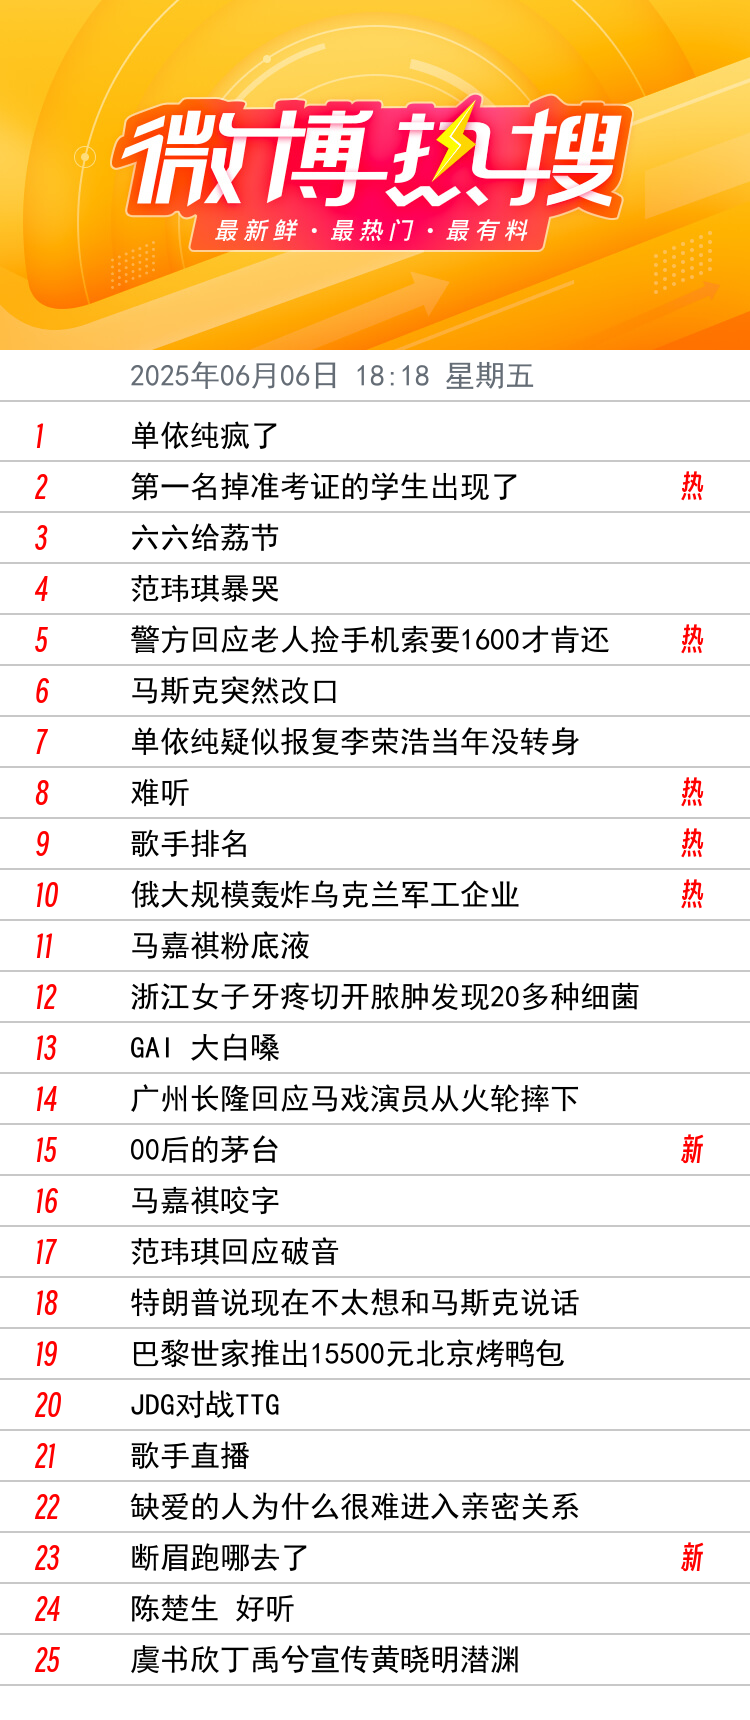 微博热搜
最新鲜·最热门·最有料
2025年06月06日 18:18 星期五
1 单依纯疯了
2 第一名掉准考证的学生出现了 热
3 六六给荔节
4 范玮琪暴哭
5 警方回应老人捡手机索要1600才肯还 热
6 马斯克突然改口
7 单依纯疑似报复李荣浩当年没转身
8 难听 热
9 歌手排名 热
10 俄大规模轰炸乌克兰军工企业 热
11 马嘉祺粉底液
12 浙江女子牙疼切开脓肿发现20多种细菌
13 GAI 大白嗓
14 广州长隆回应马戏演员从火轮摔下
15 00后的茅台 新
16 马嘉祺咬字
17 范玮琪回应破音
18 特朗普说现在不太想和马斯克说话
19 巴黎世家推出15500元北京烤鸭包
20 JDG对战TTG
21 歌手直播
22 缺爱的人为什么很难进入亲密关系
23 断眉跑哪去了 新
24 陈楚生 好听
25 虞书欣丁禹兮宣传黄晓明潜渊